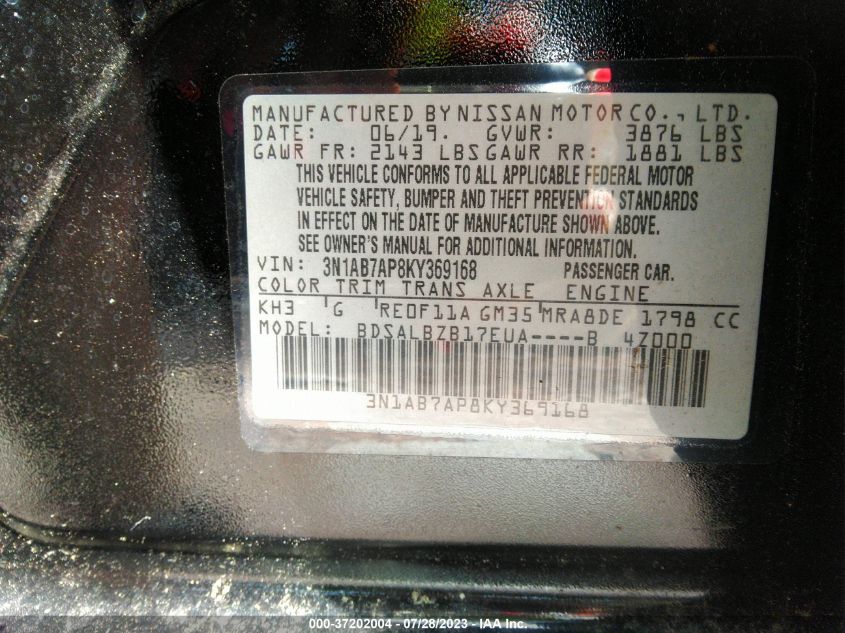 MANUFACTURED BY NISSAN MOTOR CO., LTD.
DATE: 06/19. GVWR: 3876 LBS
GAWR FR: 2143 LBS GAWR RR: 1881 LBS
THIS VEHICLE CONFORMS TO ALL APPLICABLE FEDERAL MOTOR
VEHICLE SAFETY, BUMPER AND THEFT PREVENTION STANDARDS
IN EFFECT ON THE DATE OF MANUFACTURE SHOWN ABOVE.
SEE OWNER'S MANUAL FOR ADDITIONAL INFORMATION.
VIN: 3N1AB7AP8KY369168 PASSENGER CAR.
COLOR TRIM TRANS AXLE ENGINE
KH3 G RE0F11A GM35 MRA8DE 1798 CC
MODEL: BDSALBZB17EUA----B 4Z000
3N1AB7AP8KY369168
000-37202004 - 07/28/2023 - IAA Inc.